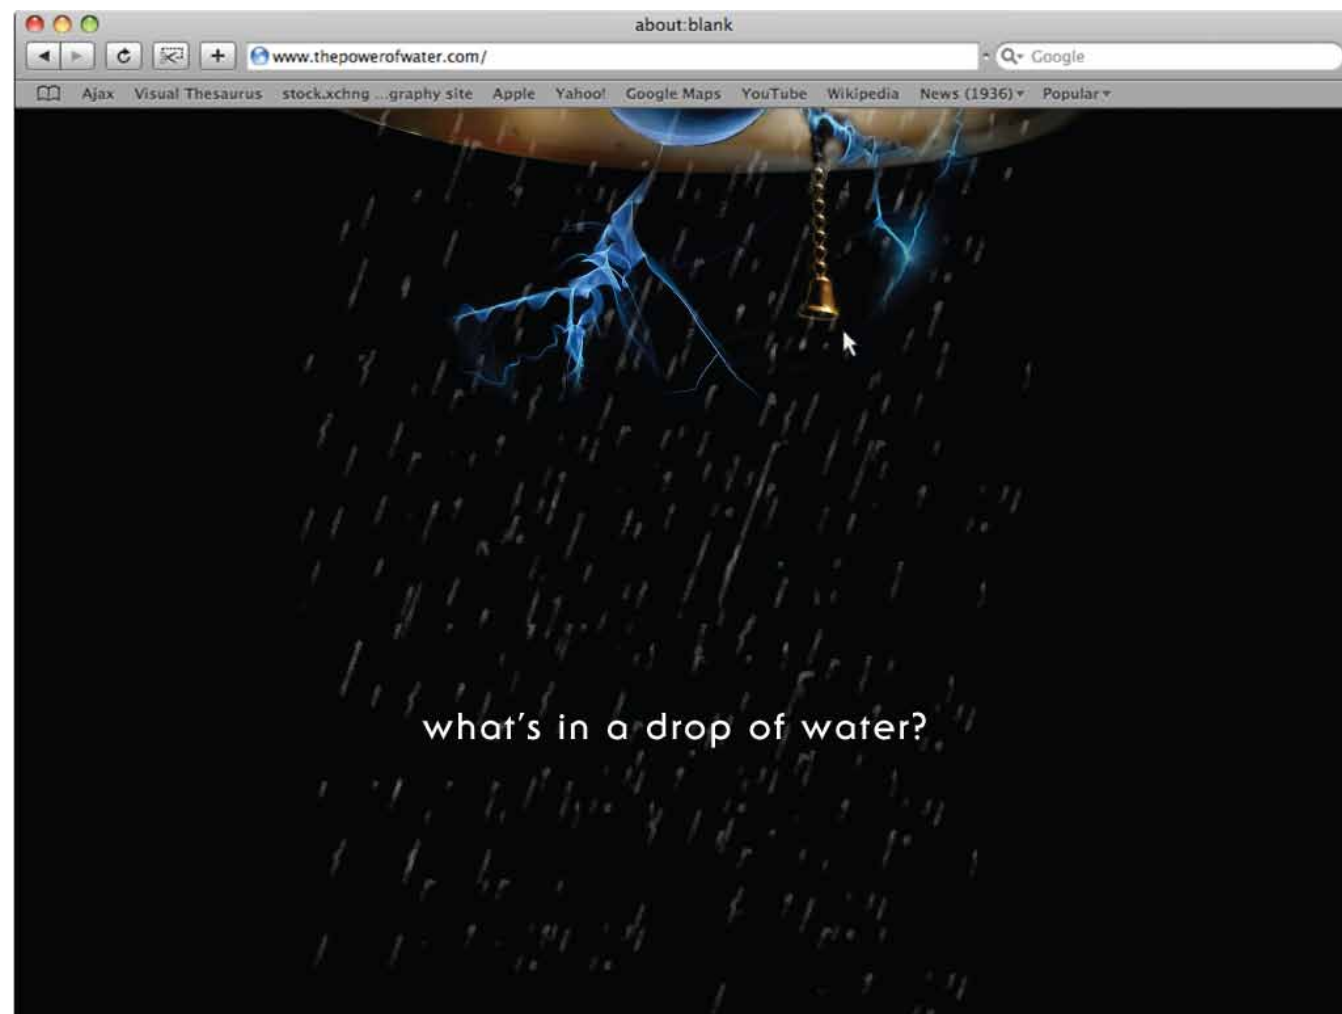 about:blank
www.thepowerofwater.com/
Google
Ajax Visual Thesaurus stock.xchng ...graphy site Apple Yahoo! Google Maps YouTube Wikipedia News (1936) Popular
what's in a drop of water?